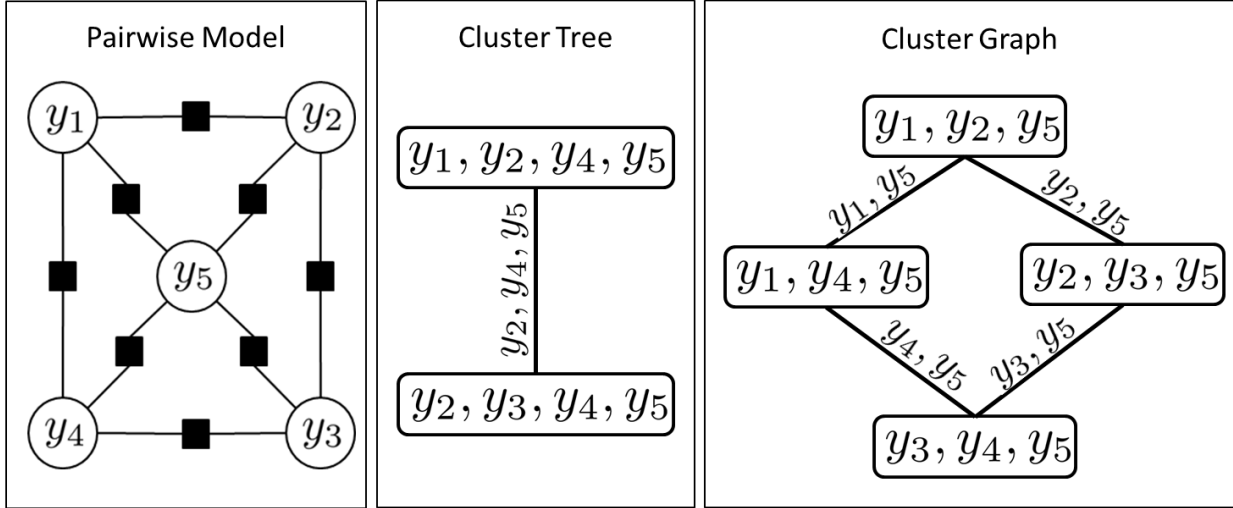 Pairwise Model
y₁
y₂
y₅
y₄
y₃
Cluster Tree
y₁, y₂, y₄, y₅
y₂, y₄, y₅
y₂, y₃, y₄, y₅
Cluster Graph
y₁, y₂, y₅
y₁, y₅
y₂, y₅
y₁, y₄, y₅
y₂, y₃, y₅
y₄, y₅
y₃, y₅
y₃, y₄, y₅